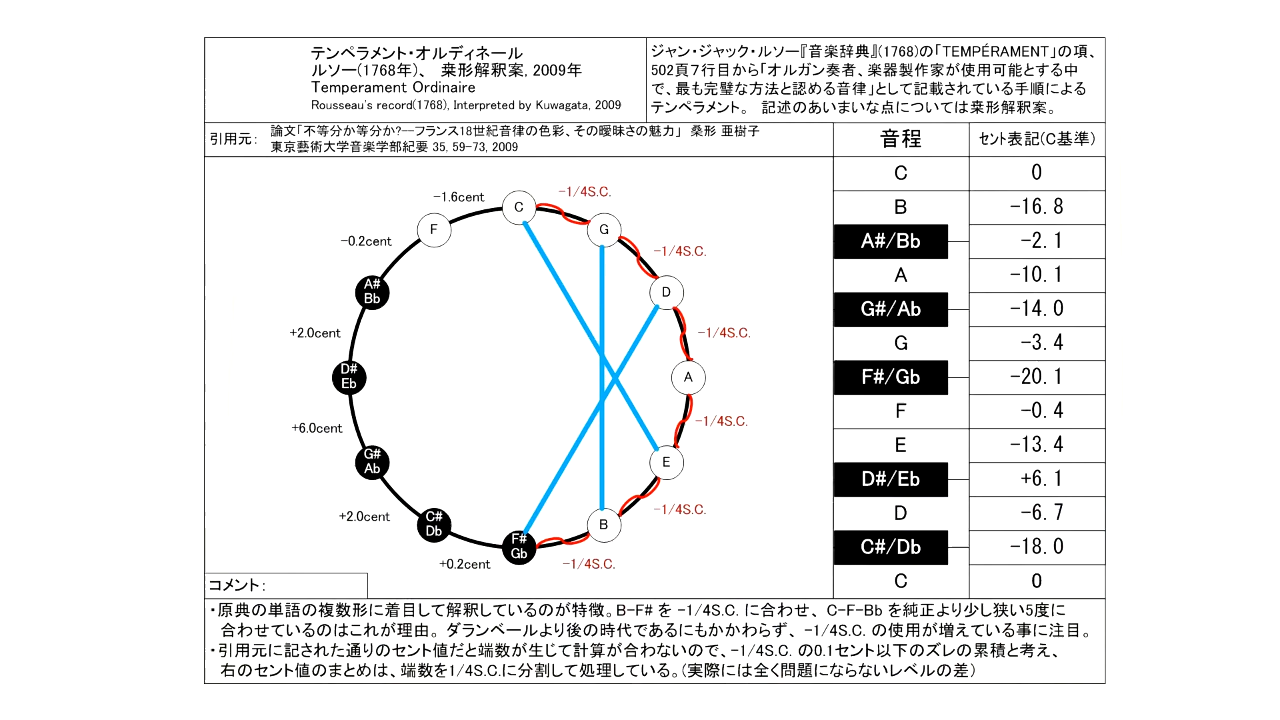 テンペラメント・オルディネール
ルソー(1768年)、 桒形解釈案, 2009年
Temperament Ordinaire
Rousseau's record(1768), Interpreted by Kuwagata, 2009
ジャン・ジャック・ルソー『音楽辞典』(1768)の「TEMPÉRAMENT」の項、
502頁7行目から「オルガン奏者、楽器製作家が使用可能とする中
で、最も完璧な方法と認める音律」として記載されている手順による
テンペラメント。 記述のあいまいな点については桒形解釈案。
引用元:
論文「不等分か等分か?--フランス18世紀音律の色彩、その曖昧さの魅力」 桑形 亜樹子
東京藝術大学音楽学部紀要 35, 59-73, 2009
音程 セント表記(C基準)
C 0
B -16.8
A#/Bb -2.1
A -10.1
G#/Ab -14.0
G -3.4
F#/Gb -20.1
F -0.4
E -13.4
D#/Eb +6.1
D -6.7
C#/Db -18.0
C 0
C
-1/4S.C.
G
-1/4S.C.
D
-1/4S.C.
A
-1/4S.C.
E
-1/4S.C.
B
-1/4S.C.
F#
Gb
+0.2cent
C#
Db
+2.0cent
G#
Ab
+6.0cent
D#
Eb
+2.0cent
A#
Bb
-0.2cent
F
-1.6cent
コメント:
・原典の単語の複数形に着目して解釈しているのが特徴。B-F# を -1/4S.C. に合わせ、 C-F-Bb を純正より少し狭い5度に
合わせているのはこれが理由。 ダランベールより後の時代であるにもかかわらず、 -1/4S.C. の使用が増えている事に注目。
・引用元に記された通りのセント値だと端数が生じて計算が合わないので、-1/4S.C. の0.1セント以下のズレの累積と考え、
右のセント値のまとめは、端数を1/4S.C.に分割して処理している。(実際には全く問題にならないレベルの差)